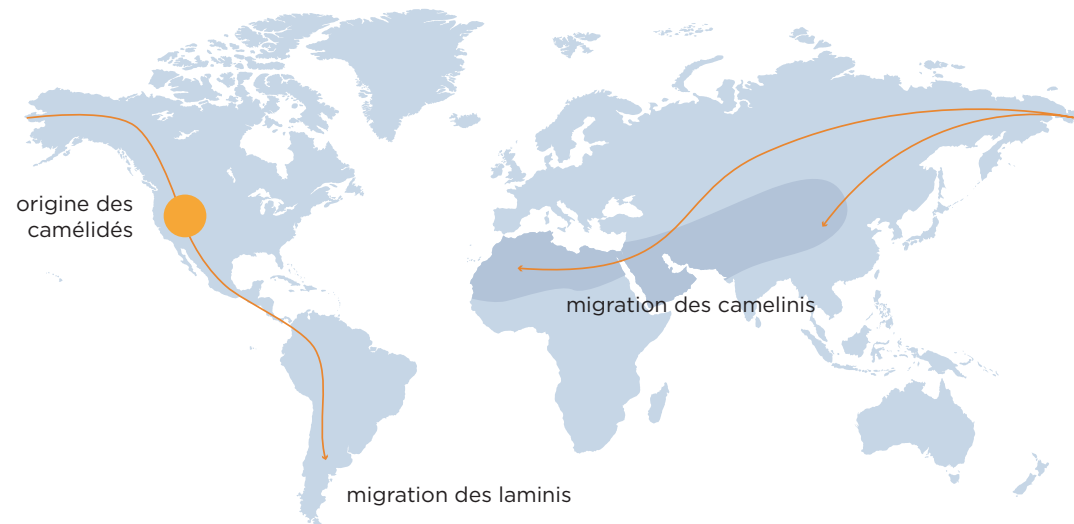 origine des
camélidés
migration des camelinis
migration des laminis